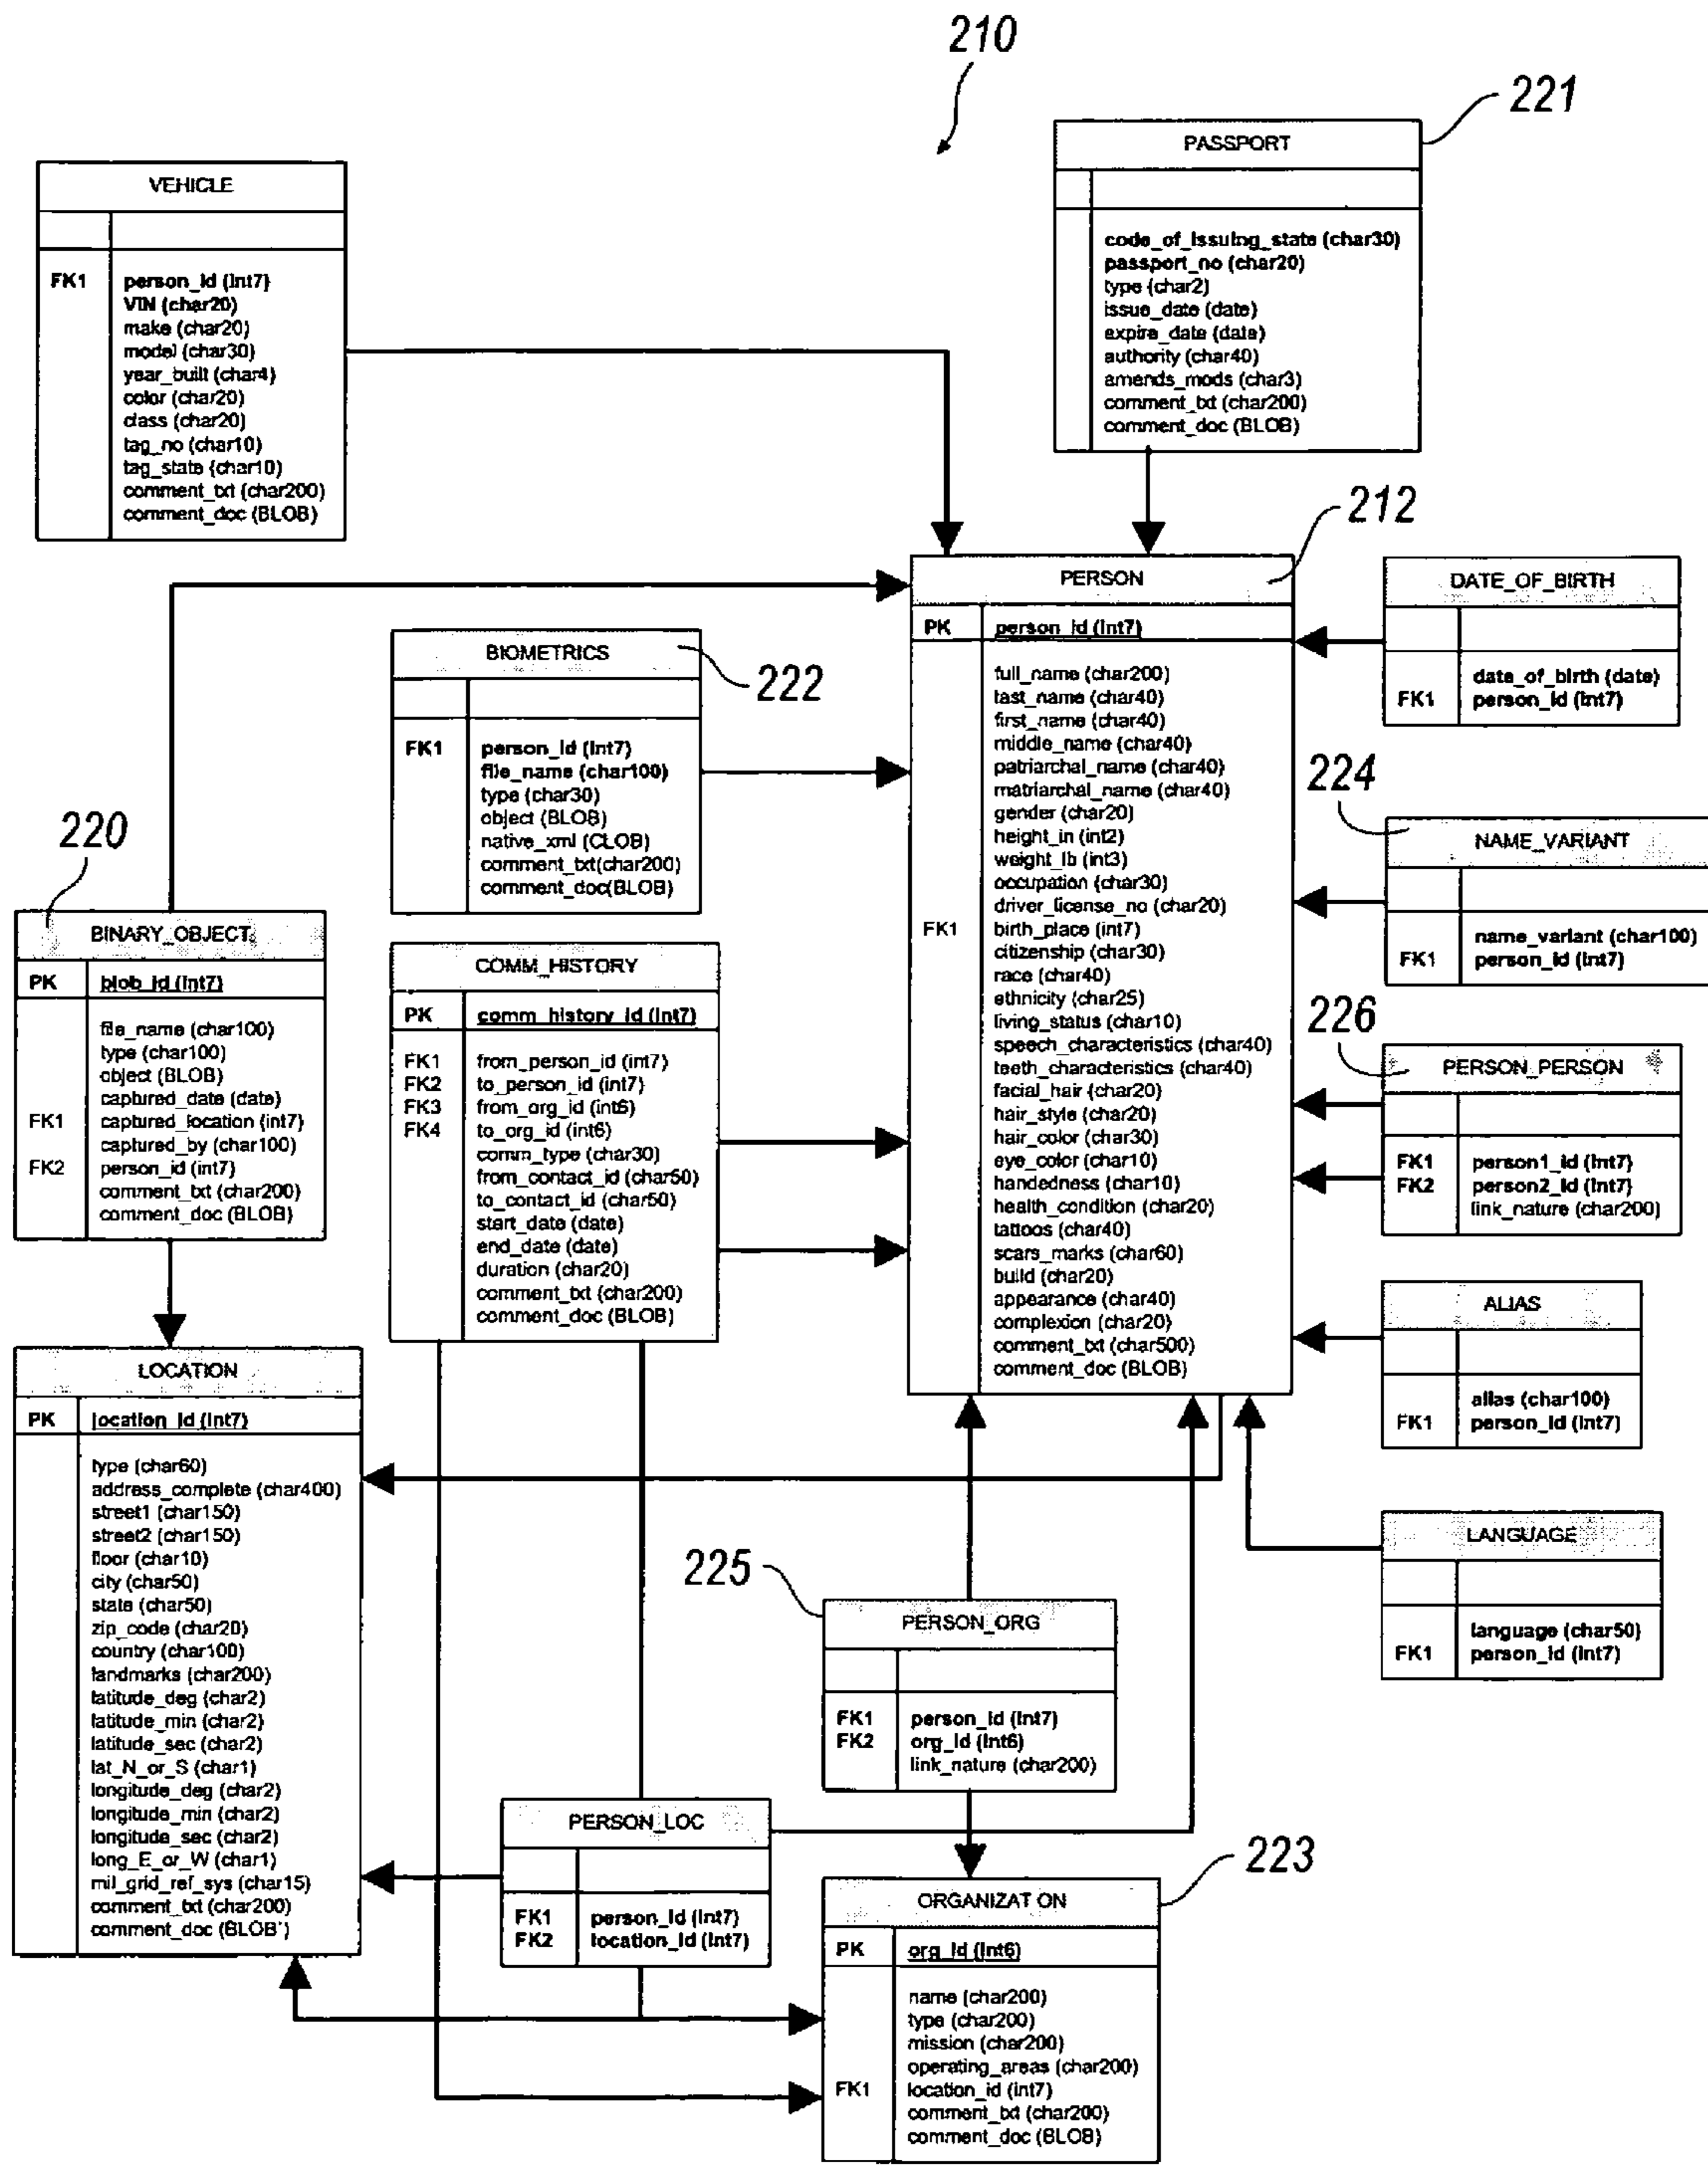 210
221
PASSPORT
code_of_issuing_state (char30)
passport_no (char20)
type (char2)
issue_date (date)
expire_date (date)
authority (char40)
amends_mods (char3)
comment_txt (char200)
comment_doc (BLOB)
VEHICLE
FK1 person_id (int7)
VIN (char20)
make (char20)
model (char30)
year_built (char4)
color (char20)
class (char20)
tag_no (char10)
tag_state (char10)
comment_txt (char200)
comment_doc (BLOB)
212
PERSON
PK person_id (int7)
full_name (char200)
last_name (char40)
first_name (char40)
middle_name (char40)
patriarchal_name (char40)
matriarchal_name (char40)
gender (char20)
height_in (int2)
weight_lb (int3)
occupation (char30)
driver_license_no (char20)
FK1 birth_place (int7)
citizenship (char30)
race (char40)
ethnicity (char25)
living_status (char10)
speech_characteristics (char40)
teeth_characteristics (char40)
facial_hair (char20)
hair_style (char20)
hair_color (char30)
eye_color (char10)
handedness (char10)
health_condition (char20)
tattoos (char40)
scars_marks (char60)
build (char20)
appearance (char40)
complexion (char20)
comment_txt (char500)
comment_doc (BLOB)
DATE_OF_BIRTH
date_of_birth (date)
FK1 person_id (int7)
BIOMETRICS
222
FK1 person_id (int7)
file_name (char100)
type (char30)
object (BLOB)
native_xml (CLOB)
comment_txt(char200)
comment_doc(BLOB)
224
NAME_VARIANT
name_variant (char100)
FK1 person_id (int7)
220
BINARY_OBJECT
PK blob_id (int7)
file_name (char100)
type (char100)
object (BLOB)
captured_date (date)
FK1 captured_location (int7)
captured_by (char100)
FK2 person_id (int7)
comment_txt (char200)
comment_doc (BLOB)
COMM_HISTORY
PK comm_history_id (int7)
FK1 from_person_id (int7)
FK2 to_person_id (int7)
FK3 from_org_id (int6)
FK4 to_org_id (int6)
comm_type (char30)
from_contact_id (char50)
to_contact_id (char50)
start_date (date)
end_date (date)
duration (char20)
comment_txt (char200)
comment_doc (BLOB)
226
PERSON_PERSON
FK1 person1_id (int7)
FK2 person2_id (int7)
link_nature (char200)
ALIAS
alias (char100)
FK1 person_id (int7)
LOCATION
PK location_id (int7)
type (char60)
address_complete (char400)
street1 (char150)
street2 (char150)
floor (char10)
city (char50)
state (char50)
zip_code (char20)
country (char100)
landmarks (char200)
latitude_deg (char2)
latitude_min (char2)
latitude_sec (char2)
lat_N_or_S (char1)
longitude_deg (char2)
longitude_min (char2)
longitude_sec (char2)
long_E_or_W (char1)
mil_grid_ref_sys (char15)
comment_txt (char200)
comment_doc (BLOB)
LANGUAGE
language (char50)
FK1 person_id (int7)
225
PERSON_ORG
FK1 person_id (int7)
FK2 org_id (int6)
link_nature (char200)
PERSON_LOC
FK1 person_id (int7)
FK2 location_id (int7)
223
ORGANIZAT ON
PK org_id (int6)
name (char200)
type (char200)
mission (char200)
operating_areas (char200)
FK1 location_id (int7)
comment_txt (char200)
comment_doc (BLOB)